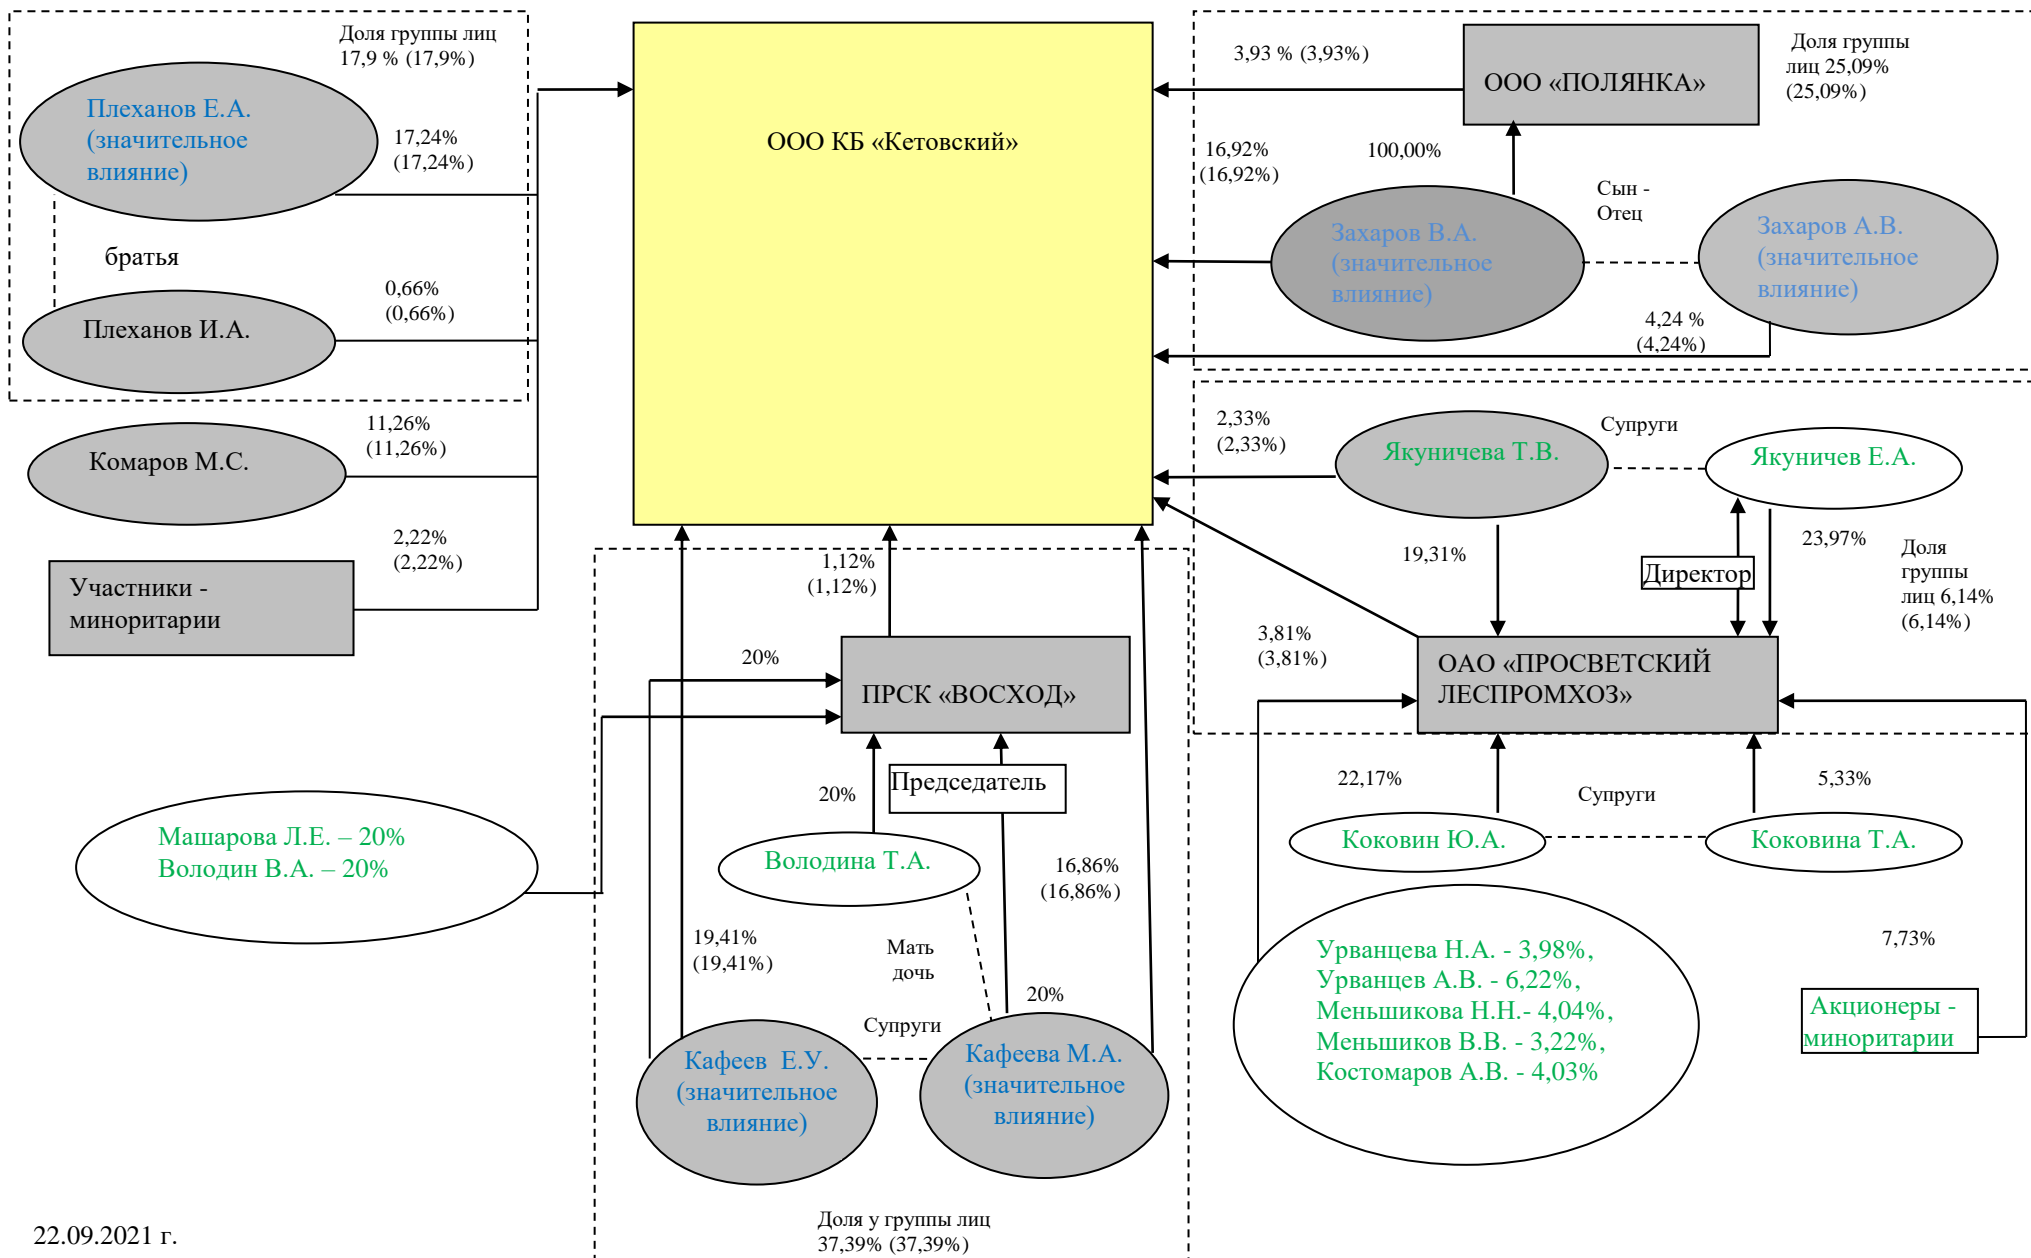 Доля группы лиц
17,9 % (17,9%)
Плеханов Е.А.
(значительное
влияние)
17,24%
(17,24%)
братья
0,66%
(0,66%)
Плеханов И.А.
11,26%
(11,26%)
Комаров М.С.
2,22%
(2,22%)
Участники -
миноритарии
ООО КБ «Кетовский»
3,93 % (3,93%)
ООО «ПОЛЯНКА»
Доля группы
лиц 25,09%
(25,09%)
16,92%
(16,92%)
100,00%
Сын -
Отец
Захаров В.А.
(значительное
влияние)
Захаров А.В.
(значительное
влияние)
4,24 %
(4,24%)
2,33%
(2,33%)
Супруги
Якуничева Т.В.
Якуничев Е.А.
19,31%
Директор
23,97%
Доля
группы
лиц 6,14%
(6,14%)
3,81%
(3,81%)
ОАО «ПРОСВЕТСКИЙ
ЛЕСПРОМХОЗ»
1,12%
(1,12%)
20%
ПРСК «ВОСХОД»
20%
Председатель
Машарова Л.Е. – 20%
Володин В.А. – 20%
Володина Т.А.
16,86%
(16,86%)
19,41%
(19,41%)
Мать
дочь
20%
Супруги
Кафеев Е.У.
(значительное
влияние)
Кафеева М.А.
(значительное
влияние)
22,17%
Супруги
5,33%
Коковин Ю.А.
Коковина Т.А.
Урванцева Н.А. - 3,98%,
Урванцев А.В. - 6,22%,
Меньшикова Н.Н.- 4,04%,
Меньшиков В.В. - 3,22%,
Костомаров А.В. - 4,03%
7,73%
Акционеры -
миноритарии
Доля у группы лиц
37,39% (37,39%)
22.09.2021 г.